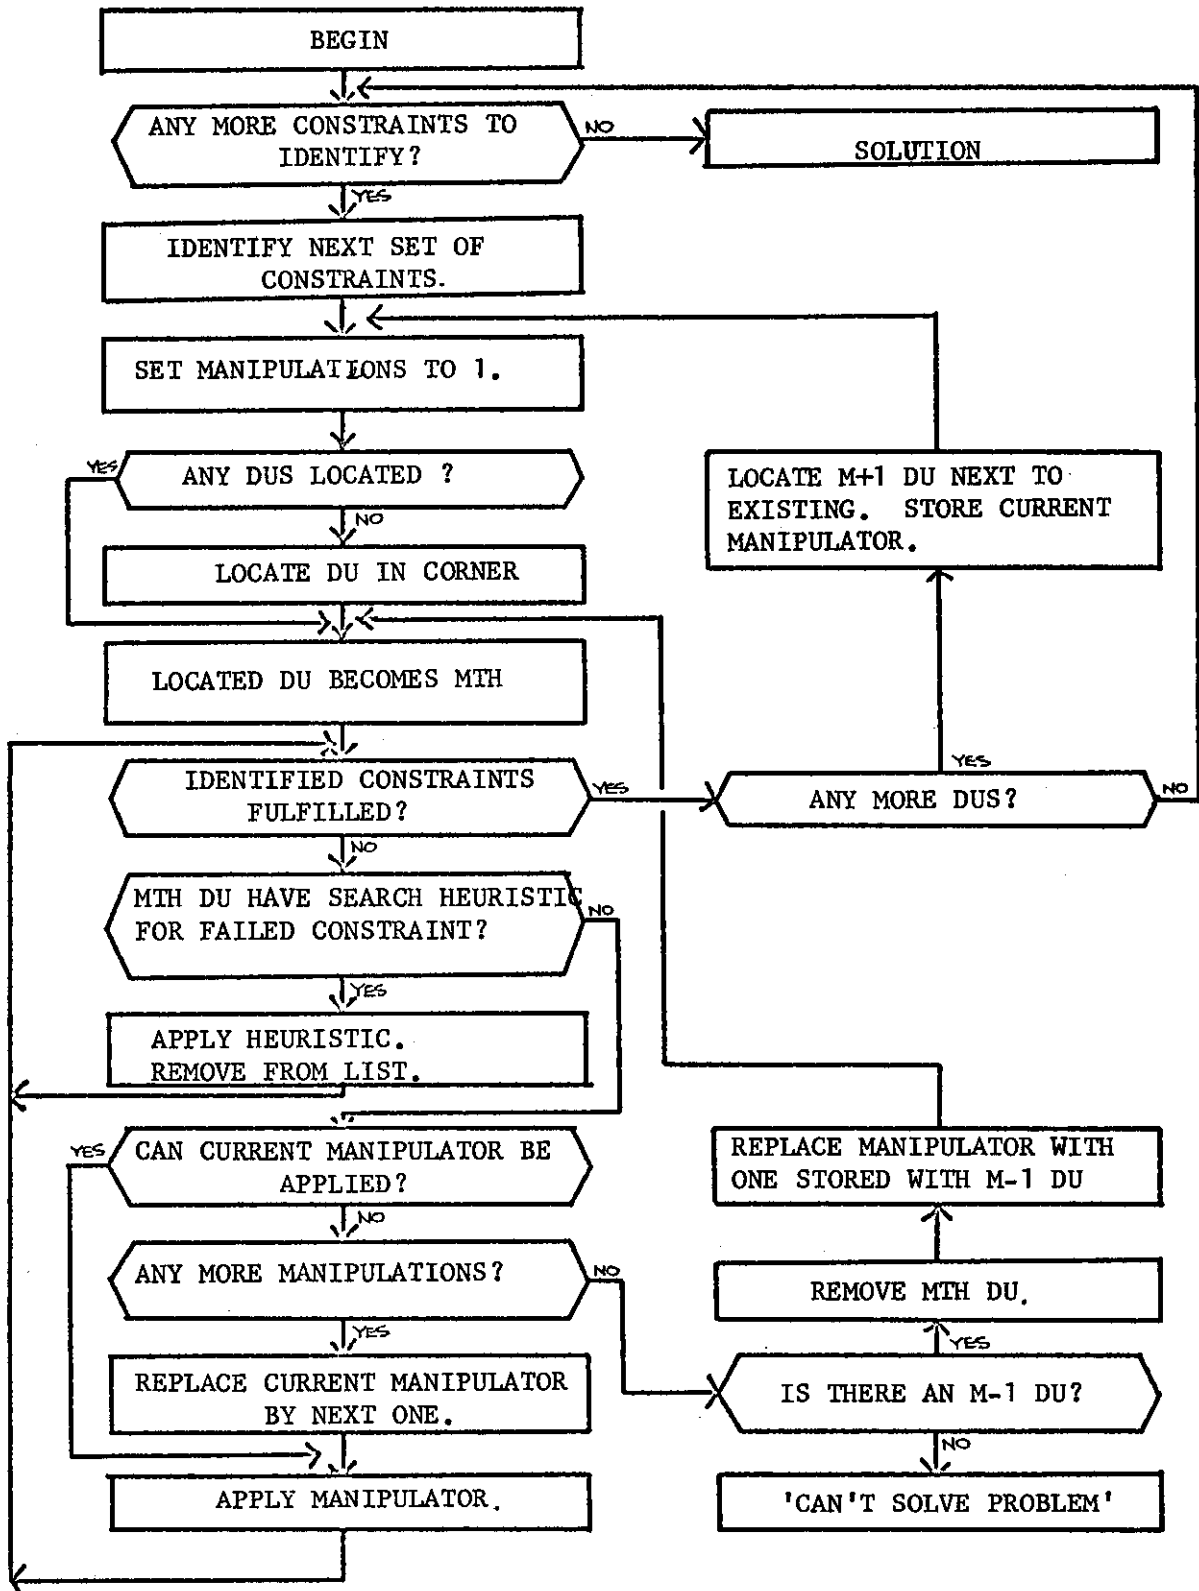 BEGIN
ANY MORE CONSTRAINTS TO
IDENTIFY?
NO
SOLUTION
YES
IDENTIFY NEXT SET OF
CONSTRAINTS.
SET MANIPULATIONS TO 1.
YES
ANY DUS LOCATED ?
NO
LOCATE DU IN CORNER
LOCATED DU BECOMES MTH
IDENTIFIED CONSTRAINTS
FULFILLED?
YES
NO
MTH DU HAVE SEARCH HEURISTIC
FOR FAILED CONSTRAINT?
NO
YES
APPLY HEURISTIC.
REMOVE FROM LIST.
YES
CAN CURRENT MANIPULATOR BE
APPLIED?
NO
ANY MORE MANIPULATIONS?
NO
YES
REPLACE CURRENT MANIPULATOR
BY NEXT ONE.
APPLY MANIPULATOR.
LOCATE M+1 DU NEXT TO
EXISTING. STORE CURRENT
MANIPULATOR.
YES
ANY MORE DUS?
NO
REPLACE MANIPULATOR WITH
ONE STORED WITH M-1 DU
REMOVE MTH DU.
YES
IS THERE AN M-1 DU?
NO
'CAN'T SOLVE PROBLEM'